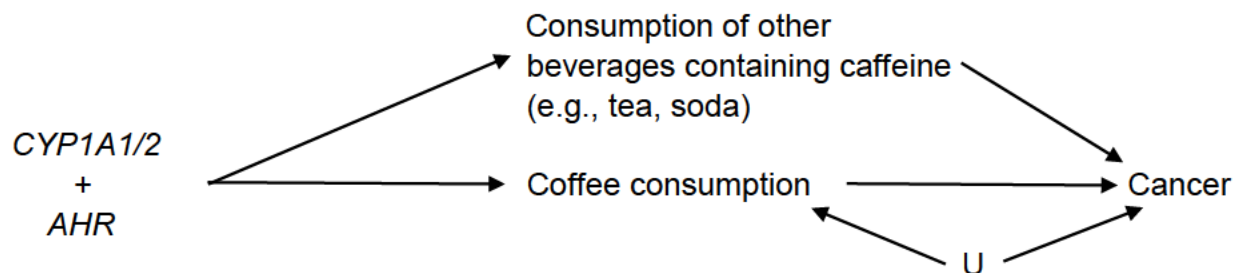 Consumption of other
beverages containing caffeine
(e.g., tea, soda)
CYP1A1/2
+
AHR
Coffee consumption
Cancer
U